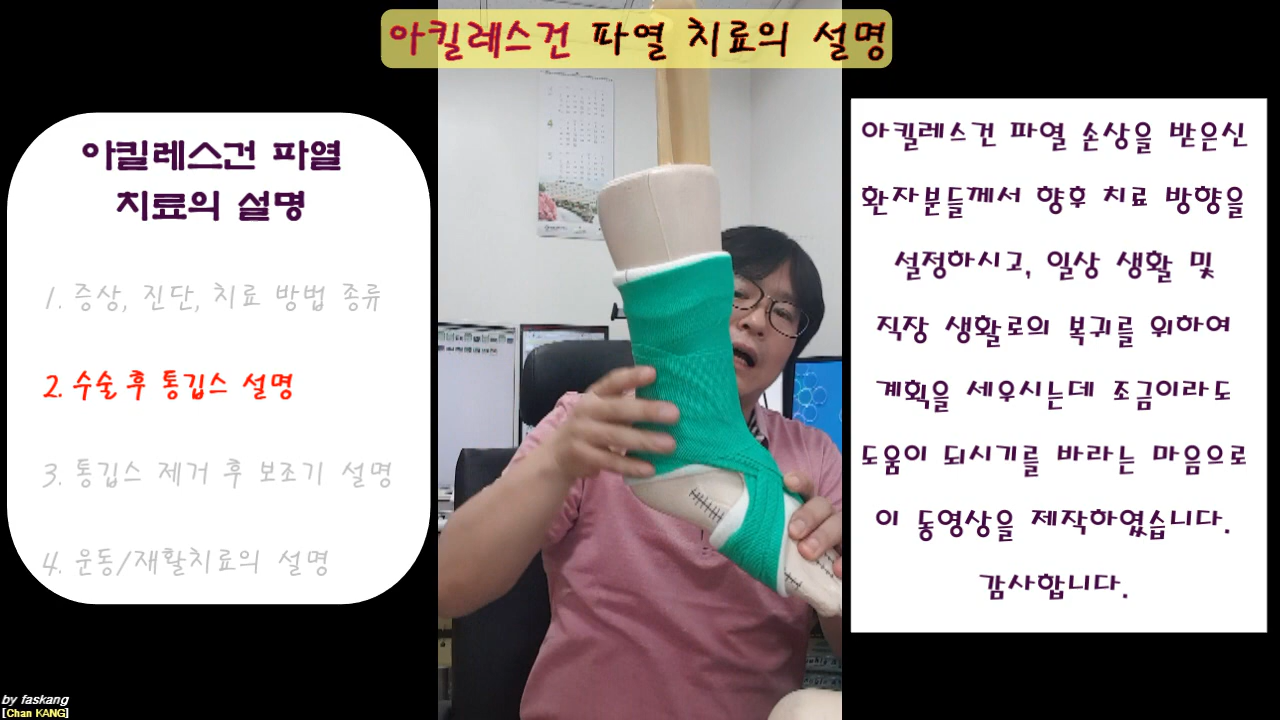 아킬레스건 파열 치료의 설명
아킬레스건 파열
치료의 설명
1. 증상, 진단, 치료 방법 종류
2. 수술 후 통깁스 설명
3. 통깁스 제거 후 보조기 설명
4. 운동/재활치료의 설명
아킬레스건 파열 손상을 받은신
환자분들께서 향후 치료 방향을
설정하시고, 일상 생활 및
직장 생활로의 복귀를 위하여
계획을 세우시는데 조금이라도
도움이 되시기를 바라는 마음으로
이 동영상을 제작하였습니다.
감사합니다.
by faskang
[Chan KANG]